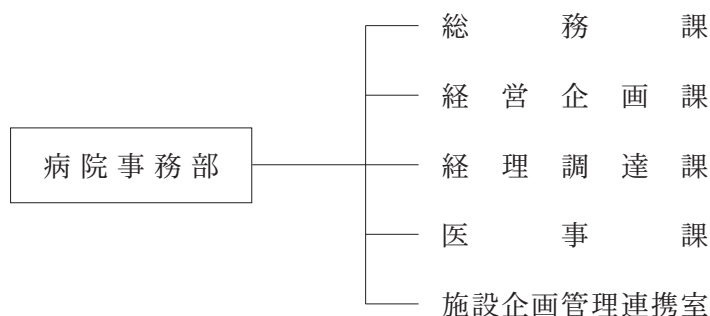 病院事務部
総務課
経営企画課
経理調達課
医事課
施設企画管理連携室